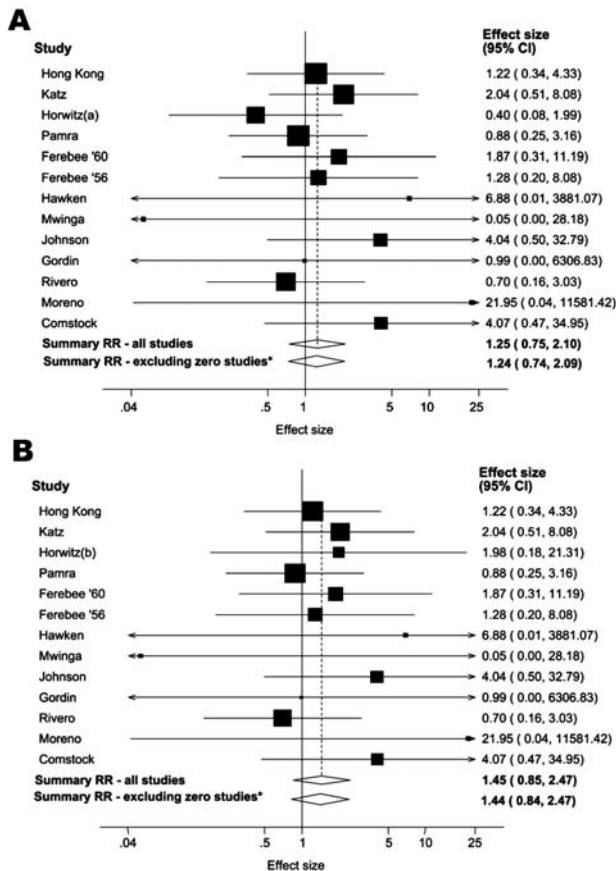 A
Study
Effect size
(95% CI)
Hong Kong 1.22 ( 0.34, 4.33)
Katz 2.04 ( 0.51, 8.08)
Horwitz(a) 0.40 ( 0.08, 1.99)
Pamra 0.88 ( 0.25, 3.16)
Ferebee '60 1.87 ( 0.31, 11.19)
Ferebee '56 1.28 ( 0.20, 8.08)
Hawken 6.88 ( 0.01, 3881.07)
Mwinga 0.05 ( 0.00, 28.18)
Johnson 4.04 ( 0.50, 32.79)
Gordin 0.99 ( 0.00, 6306.83)
Rivero 0.70 ( 0.16, 3.03)
Moreno 21.95 ( 0.04, 11581.42)
Comstock 4.07 ( 0.47, 34.95)
Summary RR - all studies 1.25 ( 0.75, 2.10)
Summary RR - excluding zero studies* 1.24 ( 0.74, 2.09)
.04 .5 1 5 10 25
Effect size
B
Study
Effect size
(95% CI)
Hong Kong 1.22 ( 0.34, 4.33)
Katz 2.04 ( 0.51, 8.08)
Horwitz(b) 1.98 ( 0.18, 21.31)
Pamra 0.88 ( 0.25, 3.16)
Ferebee '60 1.87 ( 0.31, 11.19)
Ferebee '56 1.28 ( 0.20, 8.08)
Hawken 6.88 ( 0.01, 3881.07)
Mwinga 0.05 ( 0.00, 28.18)
Johnson 4.04 ( 0.50, 32.79)
Gordin 0.99 ( 0.00, 6306.83)
Rivero 0.70 ( 0.16, 3.03)
Moreno 21.95 ( 0.04, 11581.42)
Comstock 4.07 ( 0.47, 34.95)
Summary RR - all studies 1.45 ( 0.85, 2.47)
Summary RR - excluding zero studies* 1.44 ( 0.84, 2.47)
.04 .5 1 5 10 25
Effect size